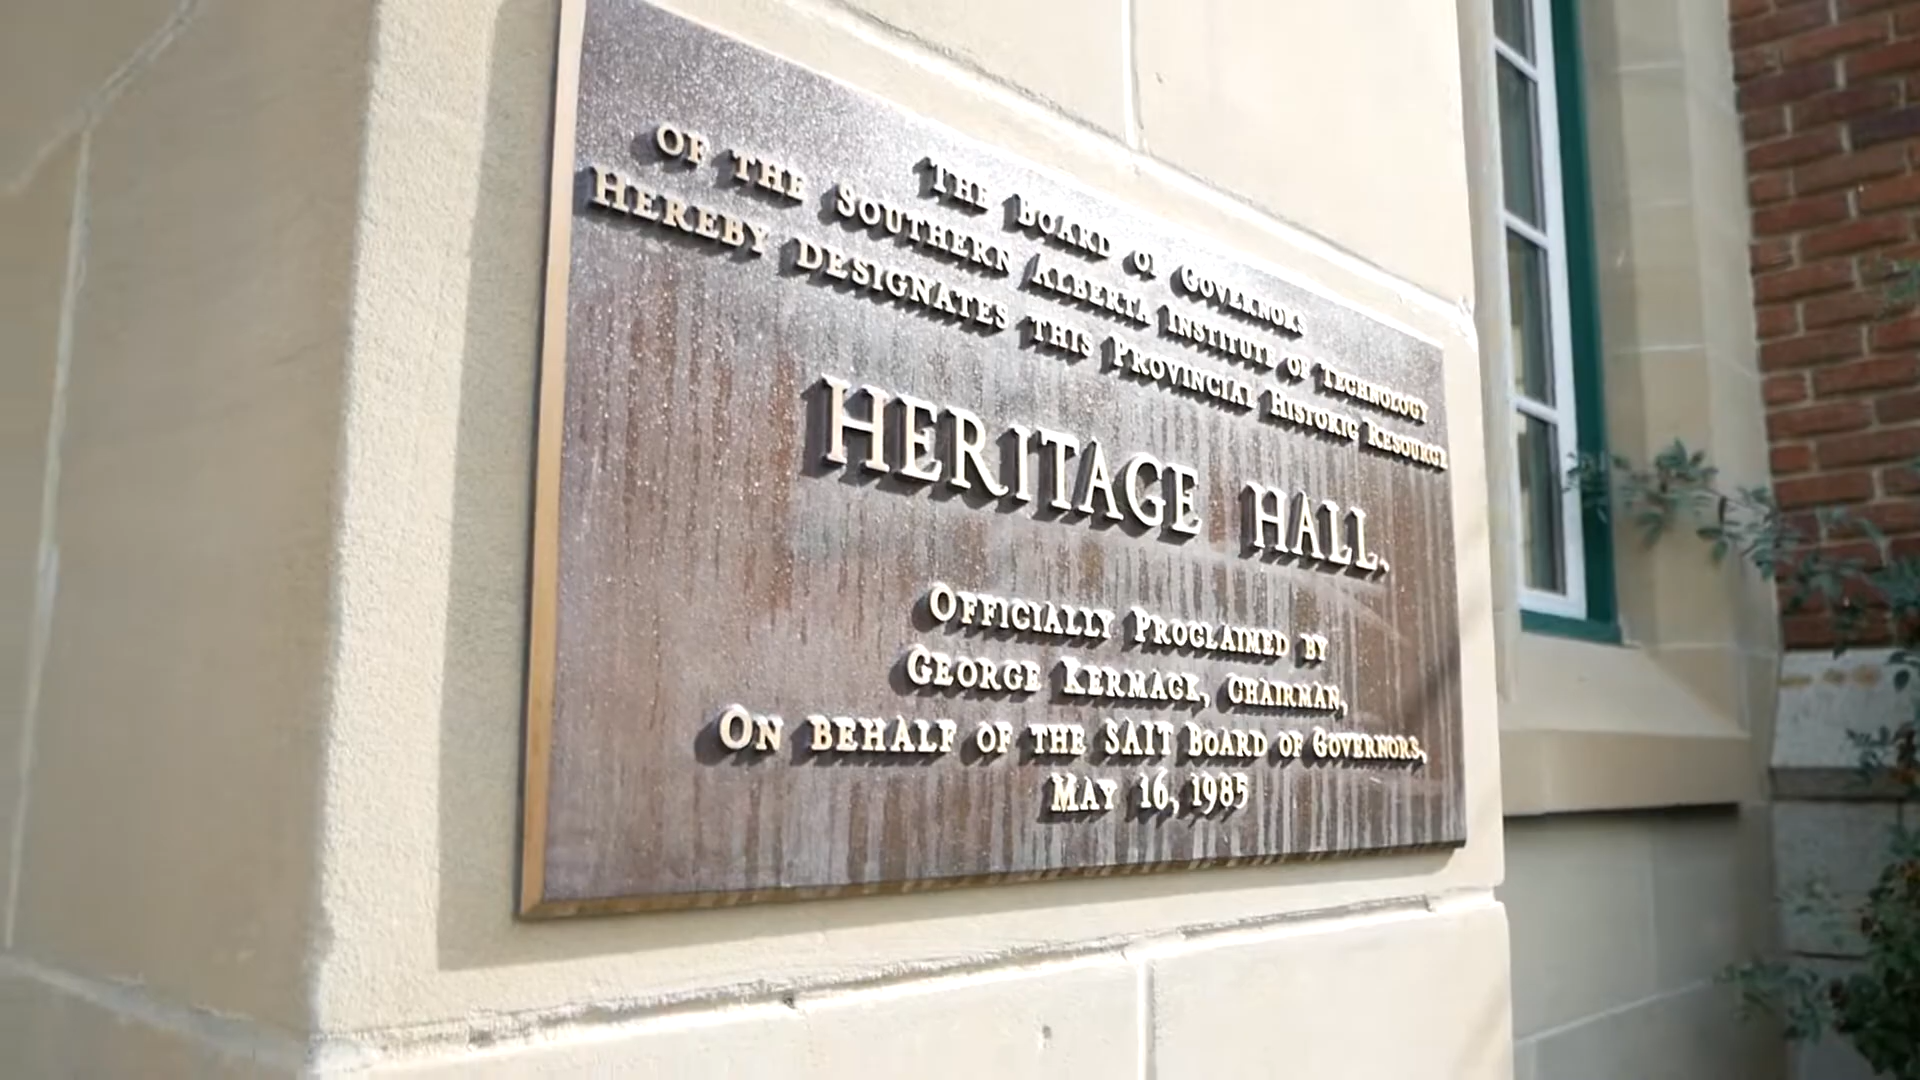 The Board of Governors
of the Southern Alberta Institute of Technology
Hereby designates this Provincial Historic Resource
HERITAGE HALL.
Officially Proclaimed by
George Kermack, Chairman,
On behalf of the SAIT Board of Governors,
May 16, 1985